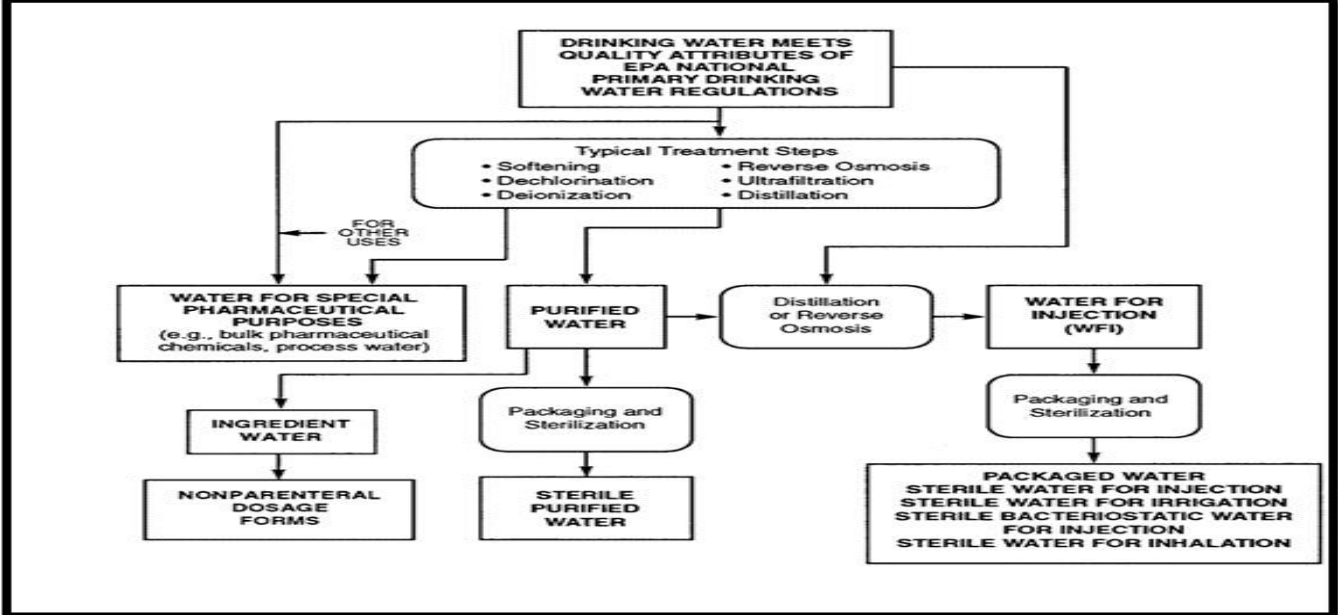 DRINKING WATER MEETS
QUALITY ATTRIBUTES OF
EPA NATIONAL
PRIMARY DRINKING
WATER REGULATIONS
Typical Treatment Steps
• Softening
• Dechlorination
• Deionization
• Reverse Osmosis
• Ultrafiltration
• Distillation
FOR
OTHER
USES
WATER FOR SPECIAL
PHARMACEUTICAL
PURPOSES
(e.g., bulk pharmaceutical
chemicals, process water)
PURIFIED
WATER
Distillation
or Reverse
Osmosis
WATER FOR
INJECTION
(WFI)
INGREDIENT
WATER
Packaging and
Sterilization
Packaging and
Sterilization
NONPARENTERAL
DOSAGE
FORMS
STERILE
PURIFIED
WATER
PACKAGED WATER
STERILE WATER FOR INJECTION
STERILE WATER FOR IRRIGATION
STERILE BACTERIOSTATIC WATER
FOR INJECTION
STERILE WATER FOR INHALATION